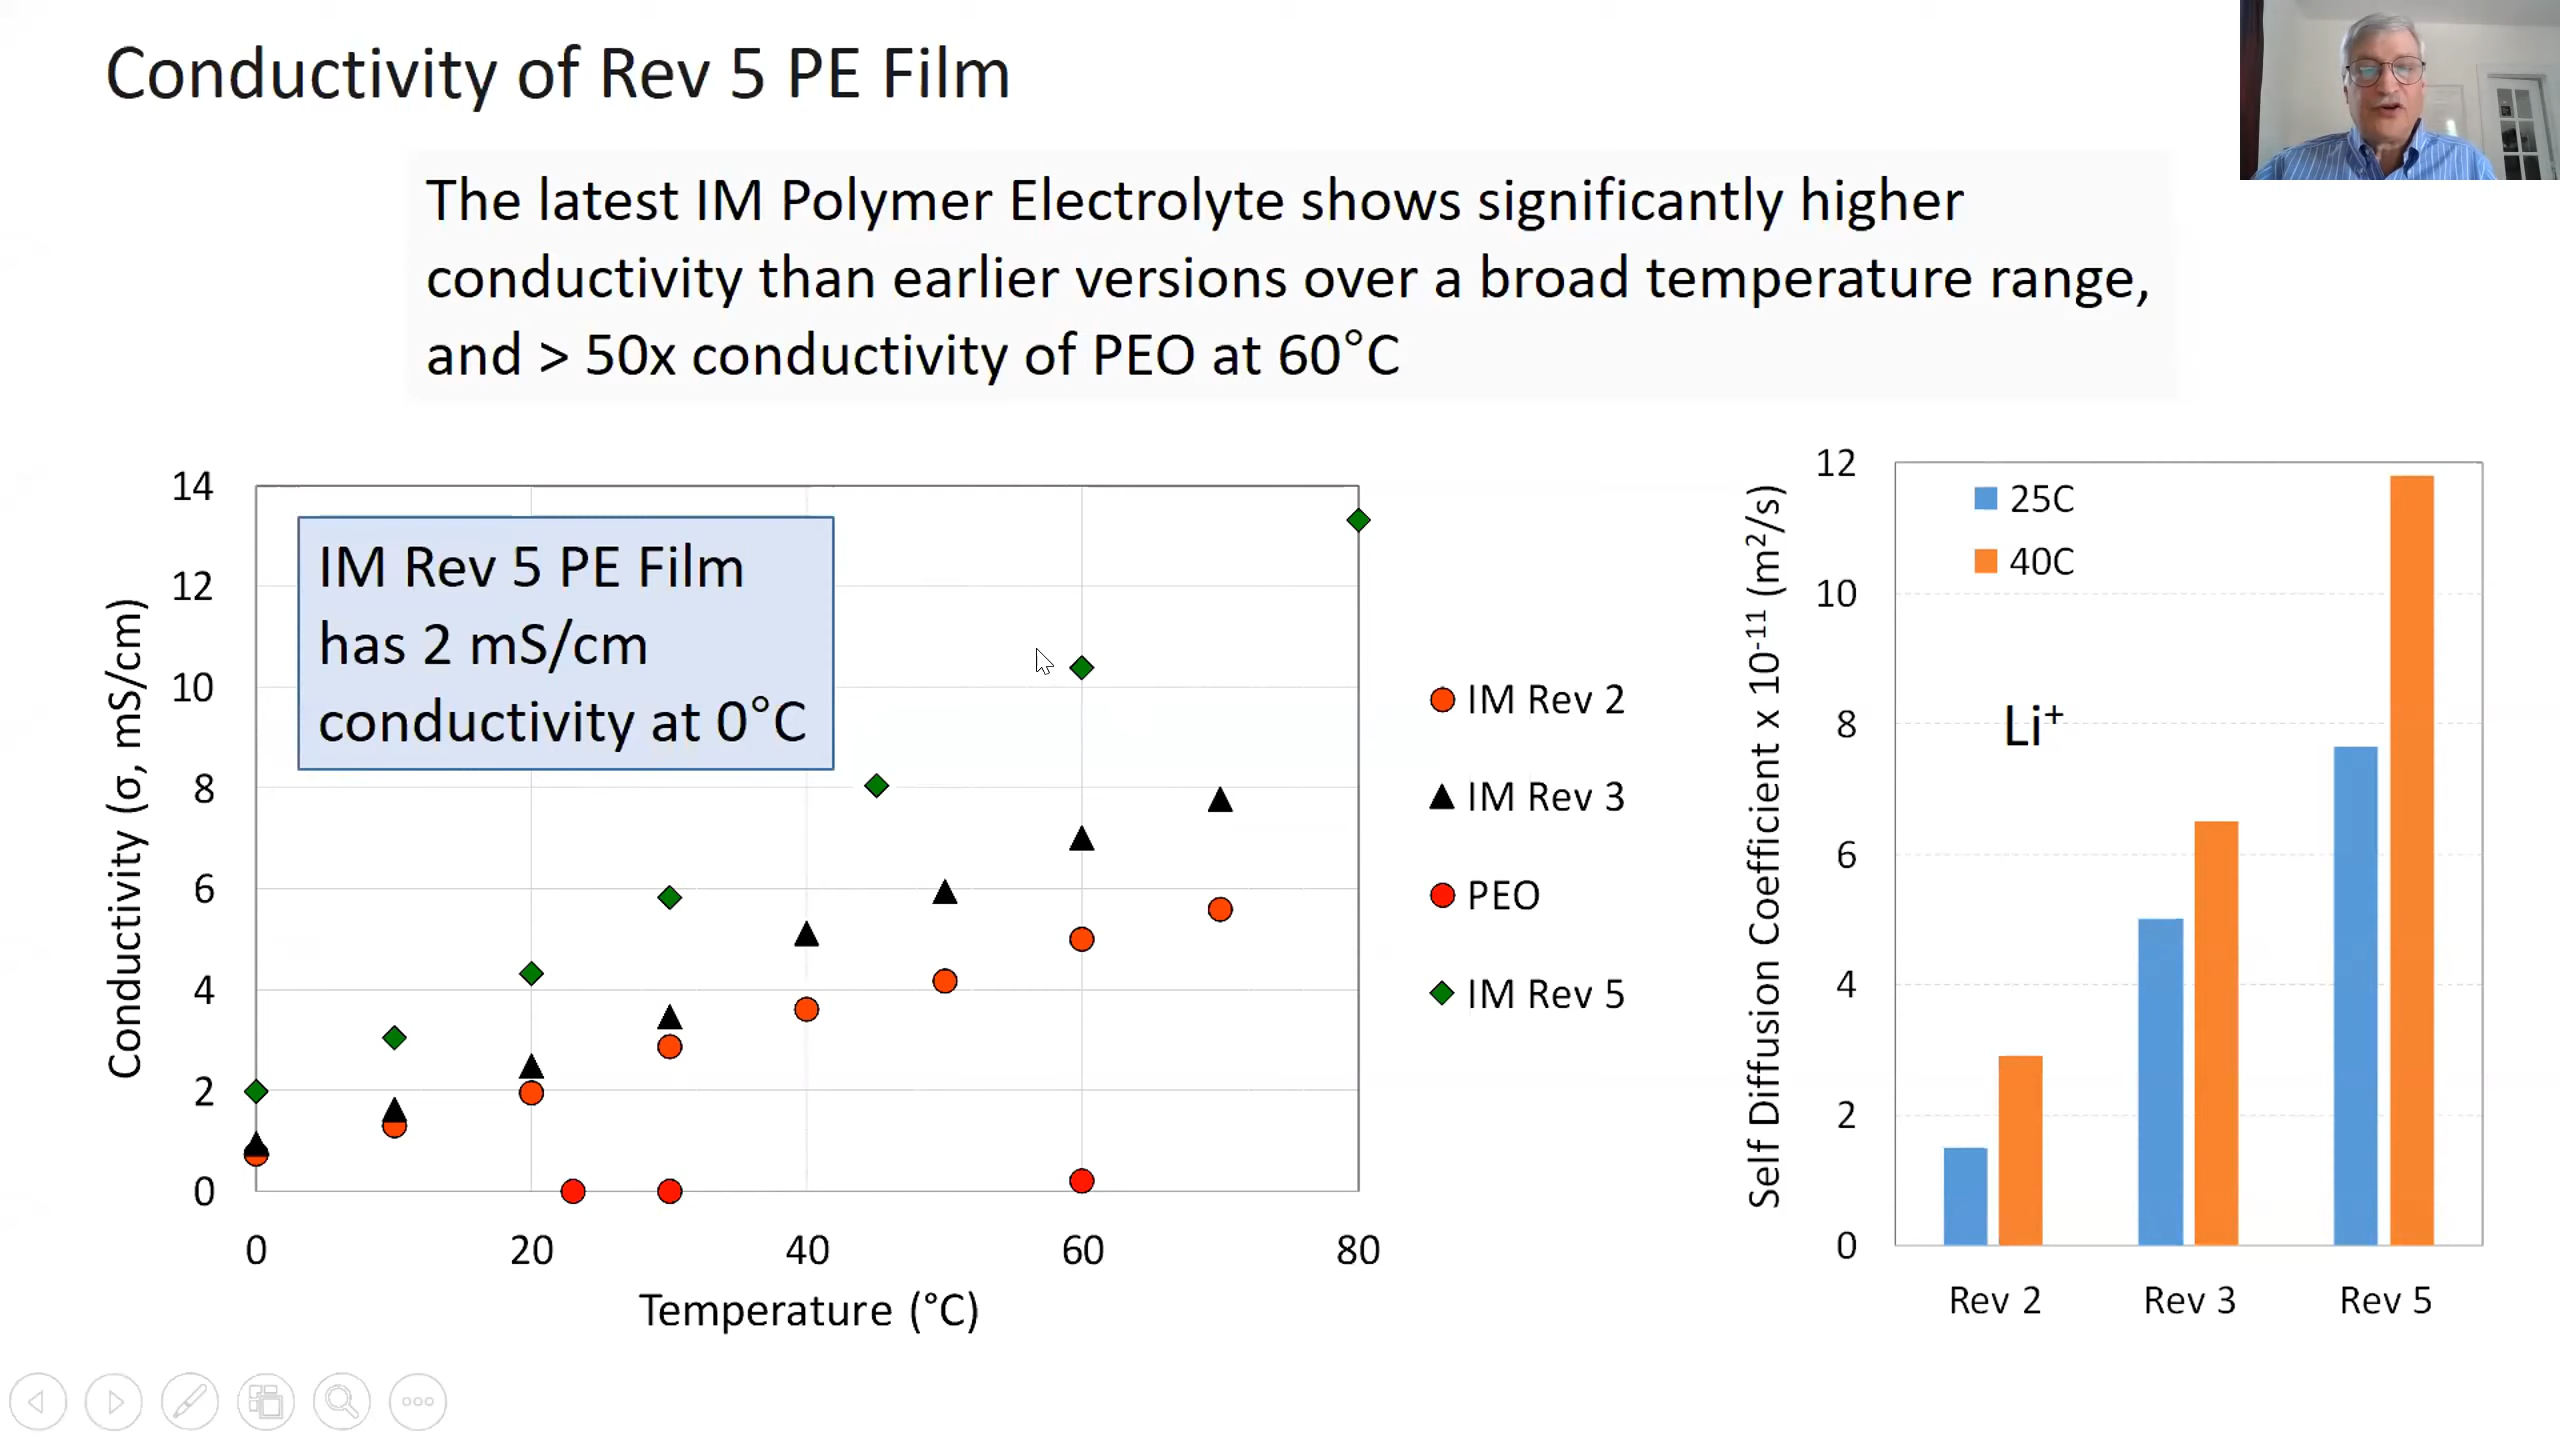 Conductivity of Rev 5 PE Film
The latest IM Polymer Electrolyte shows significantly higher
conductivity than earlier versions over a broad temperature range,
and > 50x conductivity of PEO at 60°C
Conductivity (σ, mS/cm)
14
12
10
8
6
4
2
0
IM Rev 5 PE Film
has 2 mS/cm
conductivity at 0°C
0 20 40 60 80
Temperature (°C)
IM Rev 2
IM Rev 3
PEO
IM Rev 5
Self Diffusion Coefficient x 10⁻¹¹ (m²/s)
12
10
8
6
4
2
0
25C
40C
Li⁺
Rev 2 Rev 3 Rev 5